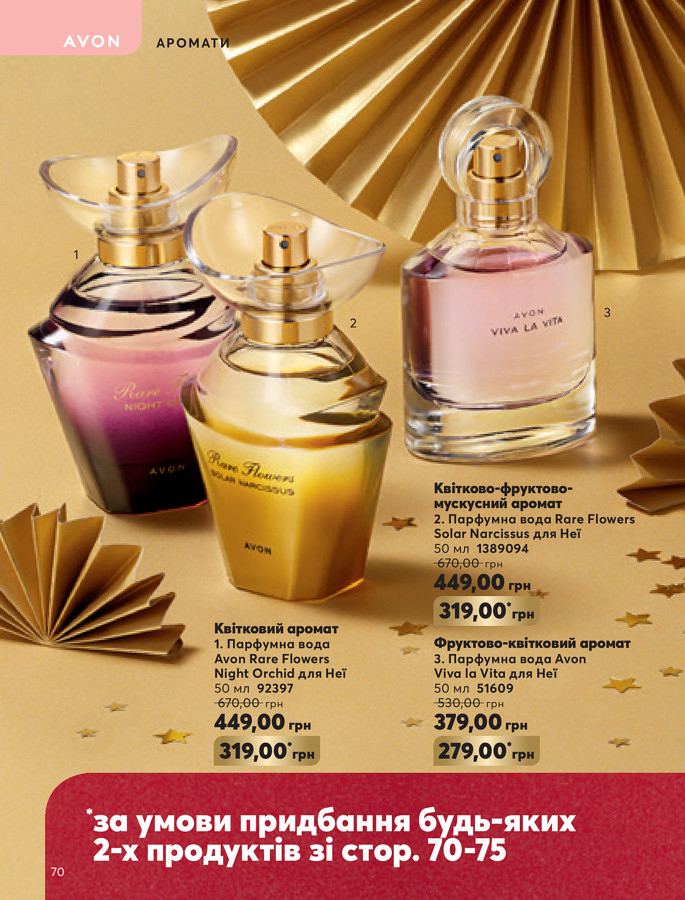 AVON
АРОМАТИ
1
2
3
Rare
NIGHT
AVON
Rare Flowers
SOLAR NARCISSUS
AVON
AVON
VIVA LA VITA
Квітково-фруктово-
мускусний аромат
2. Парфумна вода Rare Flowers
Solar Narcissus для Неї
50 мл 1389094
670,00 грн
449,00 грн
319,00* грн
Квітковий аромат
1. Парфумна вода
Avon Rare Flowers
Night Orchid для Неї
50 мл 92397
670,00 грн
449,00 грн
319,00* грн
Фруктово-квітковий аромат
3. Парфумна вода Avon
Viva la Vita для Неї
50 мл 51609
530,00 грн
379,00 грн
279,00* грн
*за умови придбання будь-яких
2-х продуктів зі стор. 70-75
70